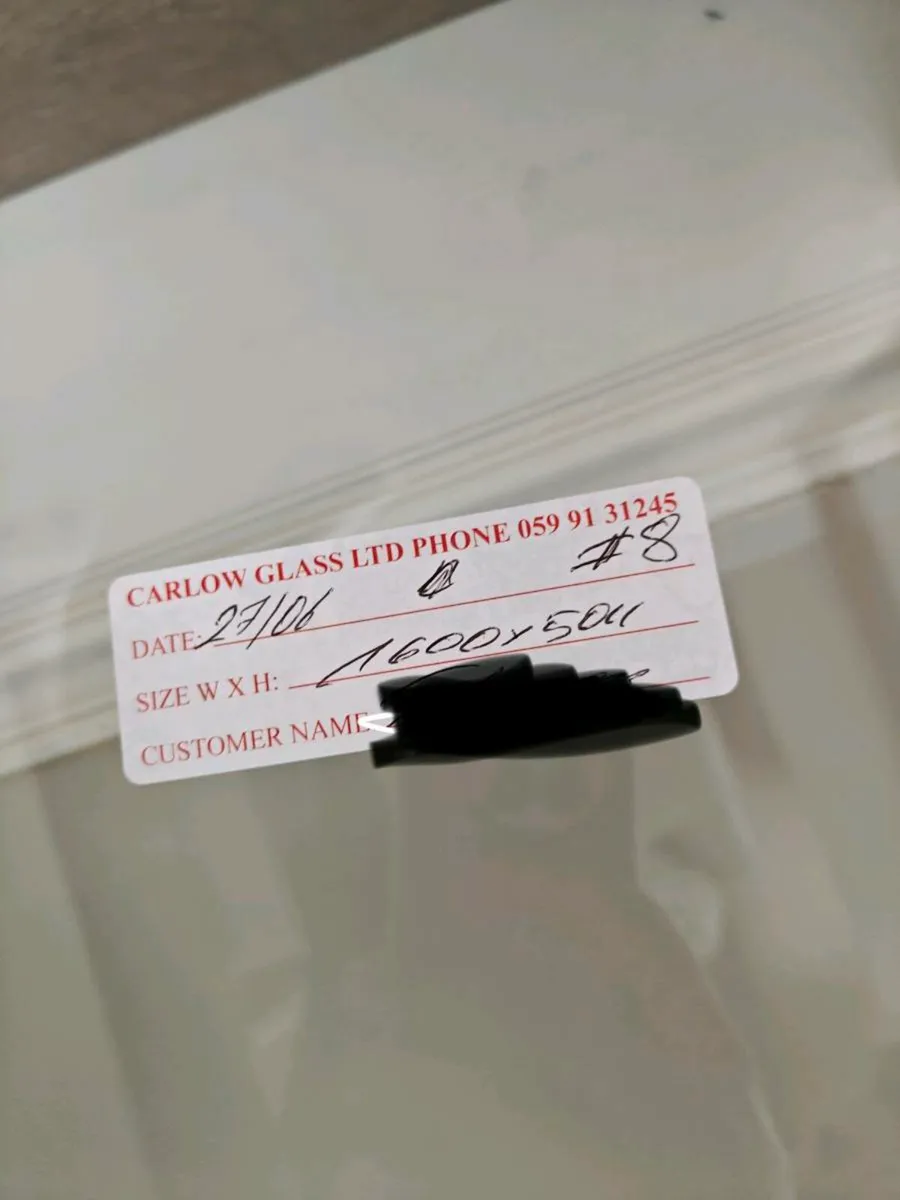 CARLOW GLASS LTD PHONE 059 91 31245
DATE: 27/06 #8
SIZE W X H: 1600x504
CUSTOMER NAME